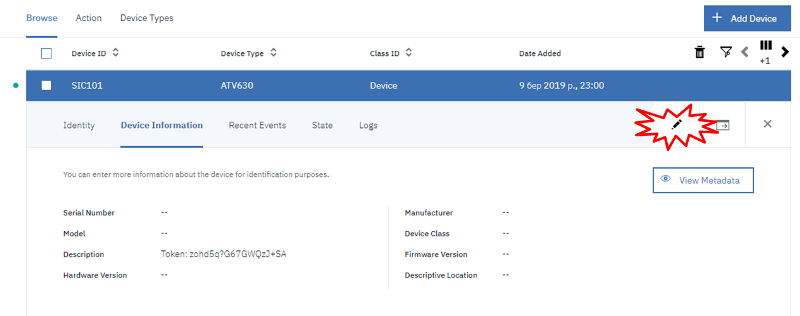 Browse Action Device Types
+ Add Device
Device ID Device Type Class ID Date Added
+1
SIC101 ATV630 Device 9 бер 2019 р., 23:00
Identity Device Information Recent Events State Logs
You can enter more information about the device for identification purposes.
View Metadata
Serial Number -- Manufacturer --
Model -- Device Class --
Description Token: zohd5q?G67GWQzJ+SA Firmware Version --
Hardware Version -- Descriptive Location --